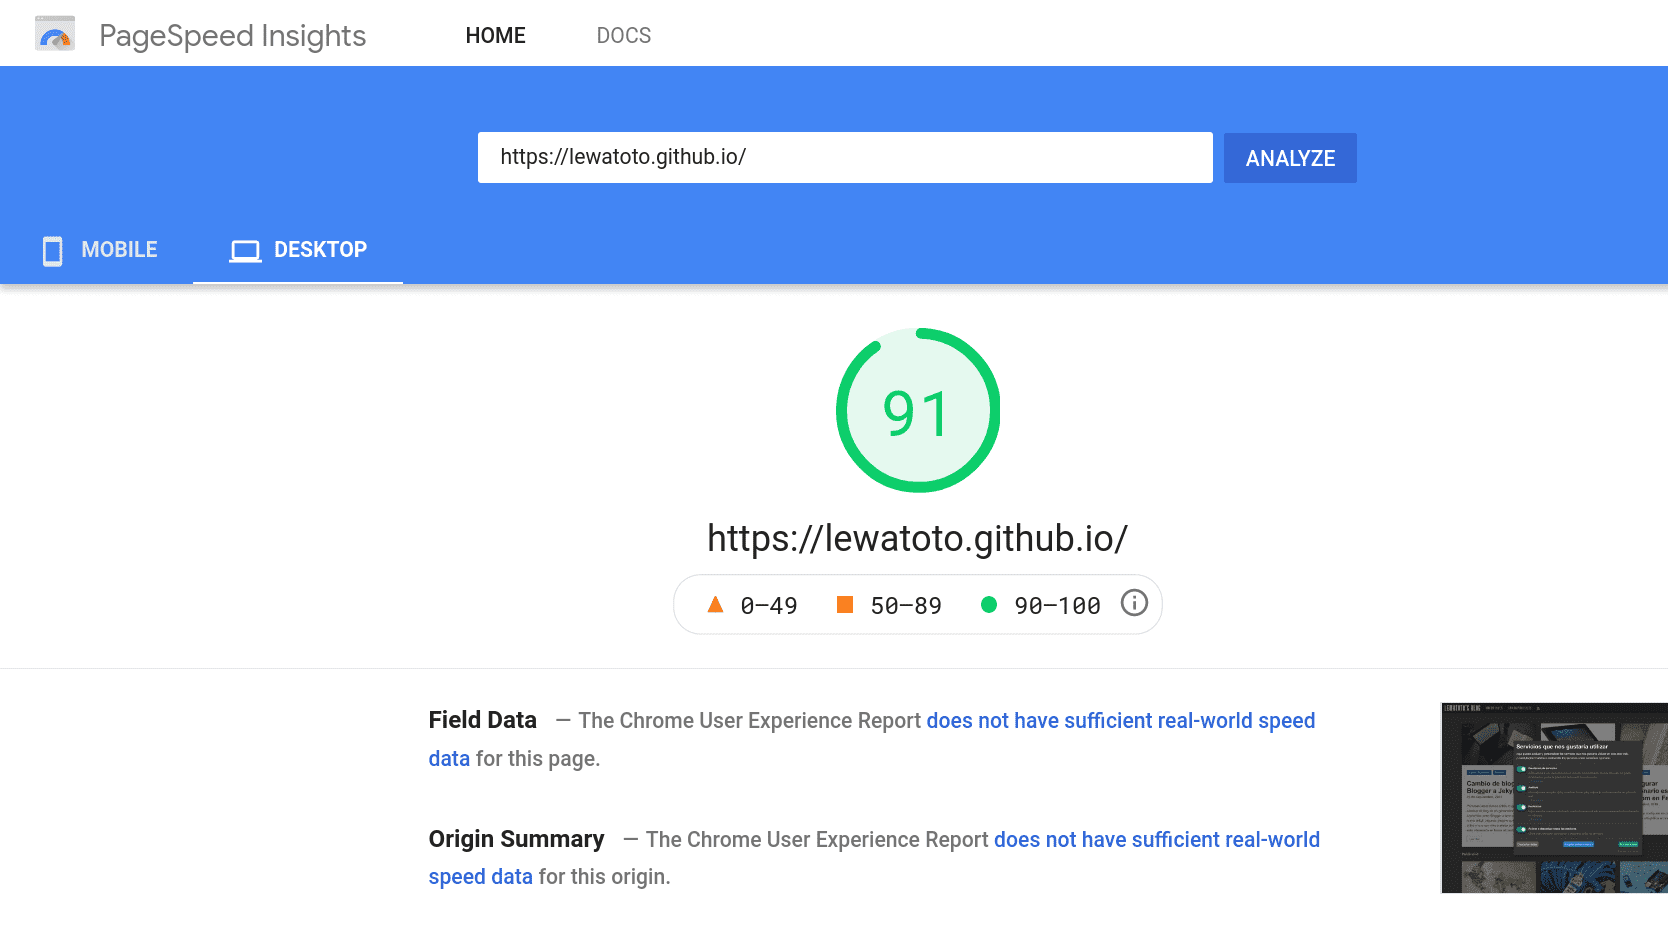 PageSpeed Insights
HOME
DOCS
https://lewatoto.github.io/
ANALYZE
MOBILE
DESKTOP
91
https://lewatoto.github.io/
0–49
50–89
90–100
Field Data — The Chrome User Experience Report does not have sufficient real-world speed
data for this page.
Origin Summary — The Chrome User Experience Report does not have sufficient real-world
speed data for this origin.
LEWATOTO'S BLOG
Servicios que nos gustaría utilizar
Cambio de blog
Blogger a Jeky